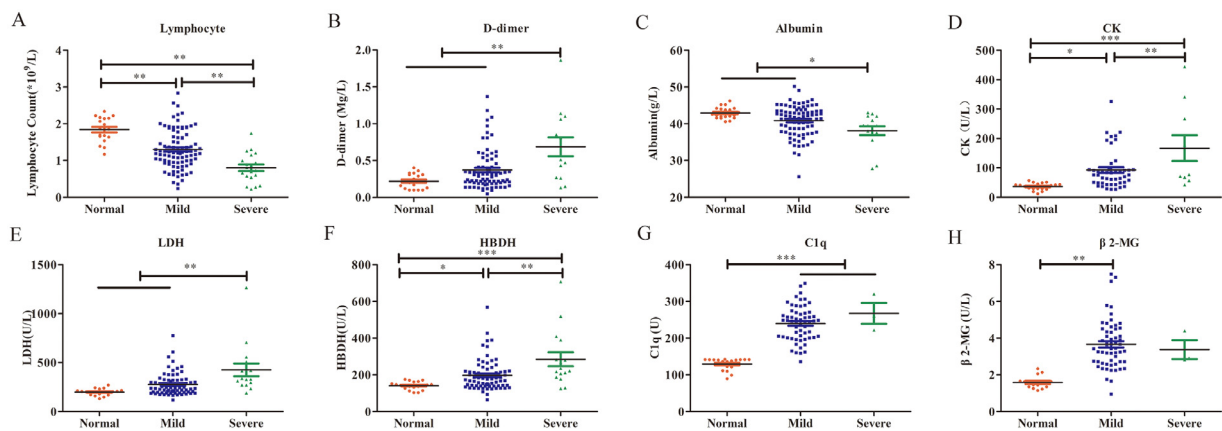 A
Lymphocyte
Lymphocyte Count(*10⁹/L)
4
3
2
1
0
**
**
**
Normal Mild Severe
B
D-dimer
D-dimer (Mg/L)
2.0
1.5
1.0
0.5
0.0
**
Normal Mild Severe
C
Albumin
Albumin(g/L)
60
50
40
30
20
*
Normal Mild Severe
D
CK
CK (U/L)
500
400
300
200
100
0
***
*
**
Normal Mild Severe
E
LDH
LDH(U/L)
1500
1000
500
0
**
Normal Mild Severe
F
HBDH
HBDH(U/L)
800
600
400
200
0
***
*
**
Normal Mild Severe
G
C1q
C1q (U)
400
300
200
100
0
***
Normal Mild Severe
H
β 2-MG
β 2-MG (U/L)
8
6
4
2
0
**
Normal Mild Severe